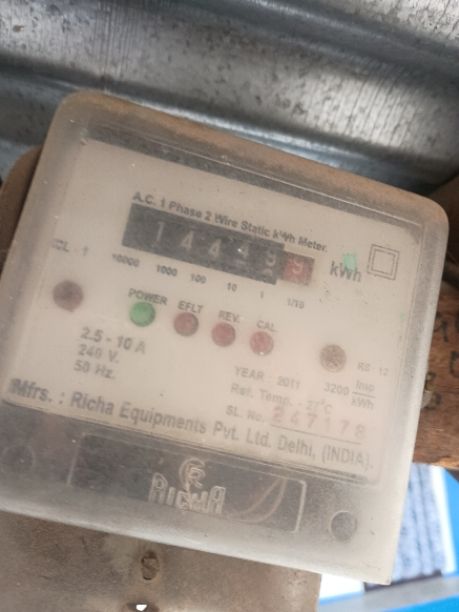 A.C. 1 Phase 2 Wire Static kWh Meter.
kWh
CL. 1
10000 1000 100 10 1 1/10
POWER EFLT REV. CAL.
2.5 - 10 A
240 V.
50 Hz.
YEAR - 2011
3200 Imp
kWh
Ref. Temp. - 27°C
SL. No. 247178
Mfrs. : Richa Equipments Pvt. Ltd. Delhi, (INDIA).
RICHA